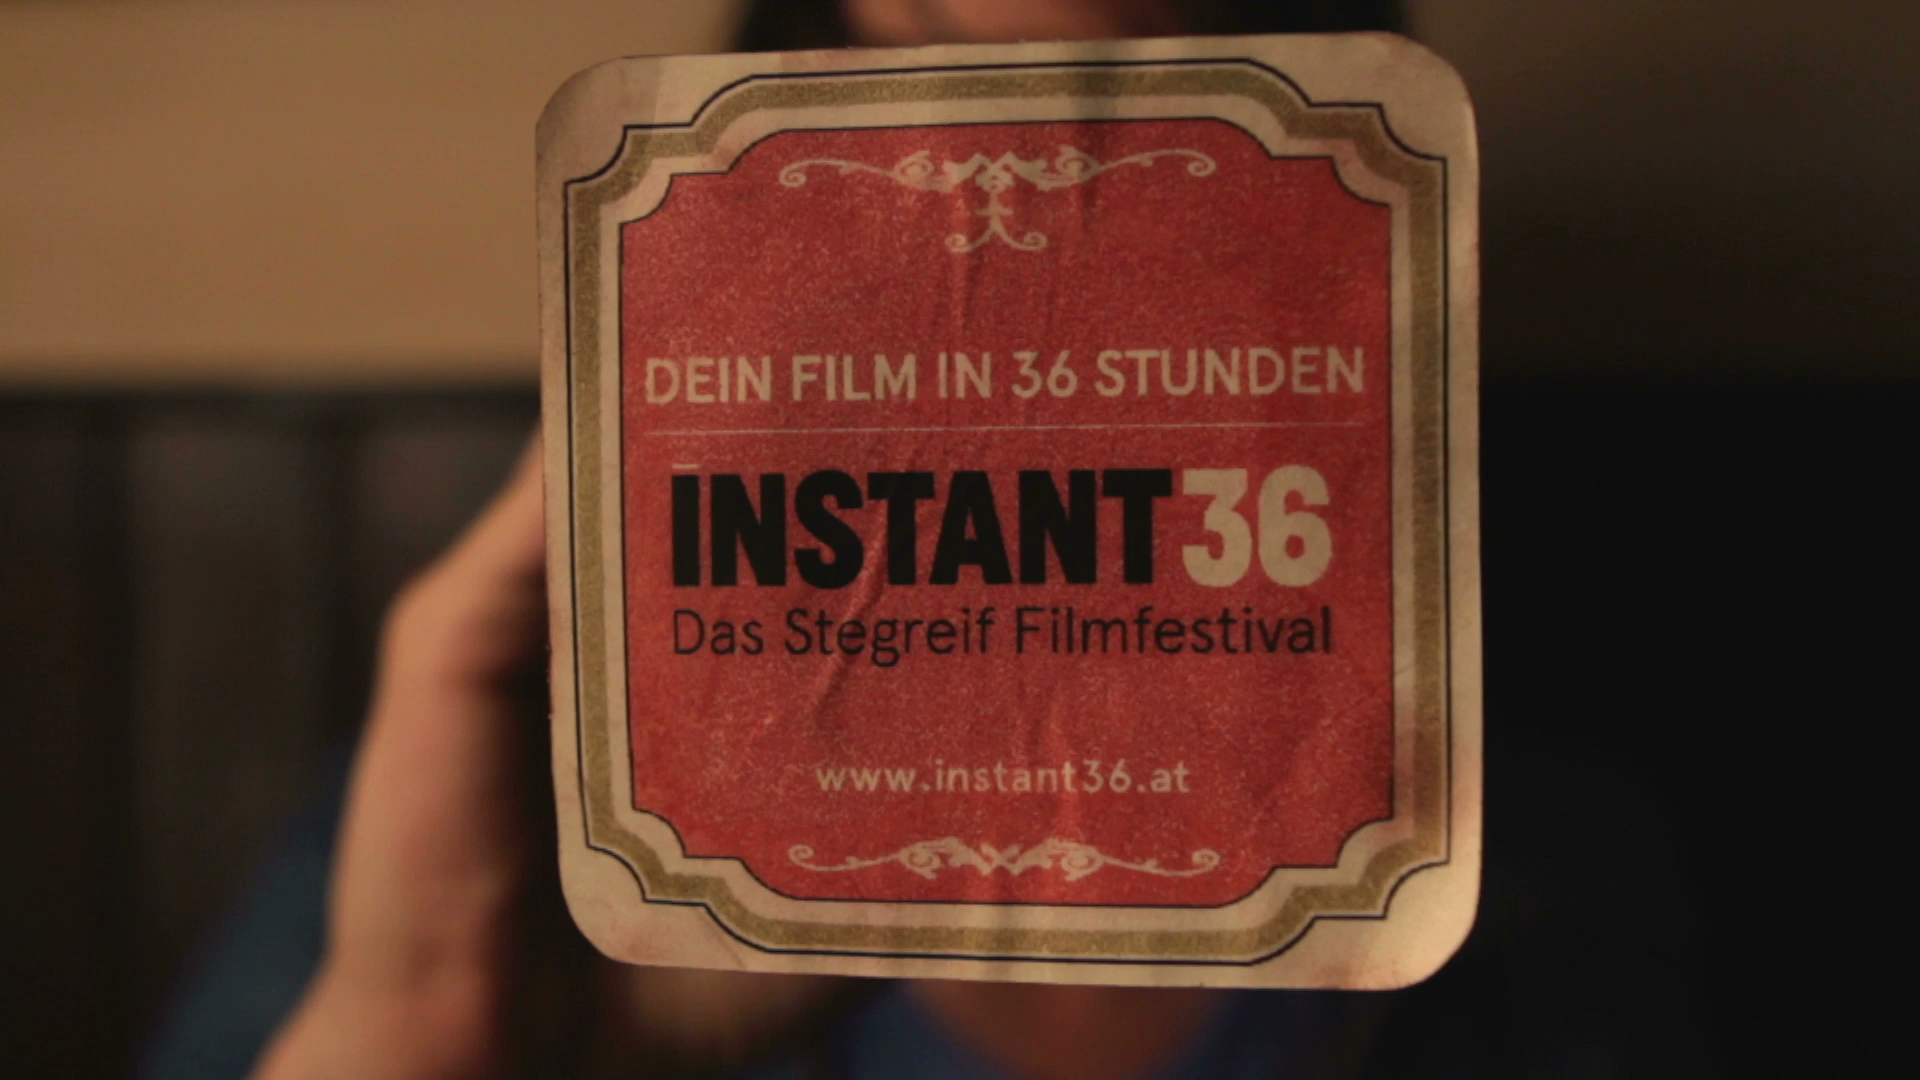 DEIN FILM IN 36 STUNDEN
INSTANT36
Das Stegreif Filmfestival
www.instant36.at